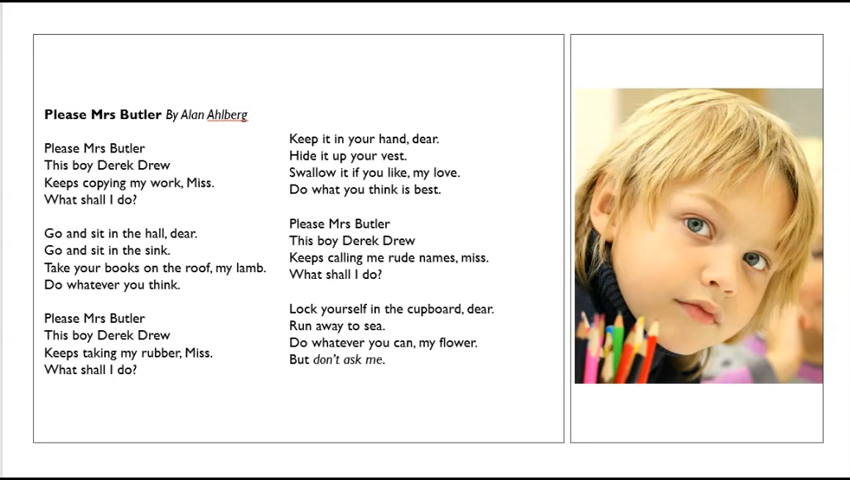 Please Mrs Butler By Alan Ahlberg
Please Mrs Butler
This boy Derek Drew
Keeps copying my work, Miss.
What shall I do?
Go and sit in the hall, dear.
Go and sit in the sink.
Take your books on the roof, my lamb.
Do whatever you think.
Please Mrs Butler
This boy Derek Drew
Keeps taking my rubber, Miss.
What shall I do?
Keep it in your hand, dear.
Hide it up your vest.
Swallow it if you like, my love.
Do what you think is best.
Please Mrs Butler
This boy Derek Drew
Keeps calling me rude names, miss.
What shall I do?
Lock yourself in the cupboard, dear.
Run away to sea.
Do whatever you can, my flower.
But don't ask me.